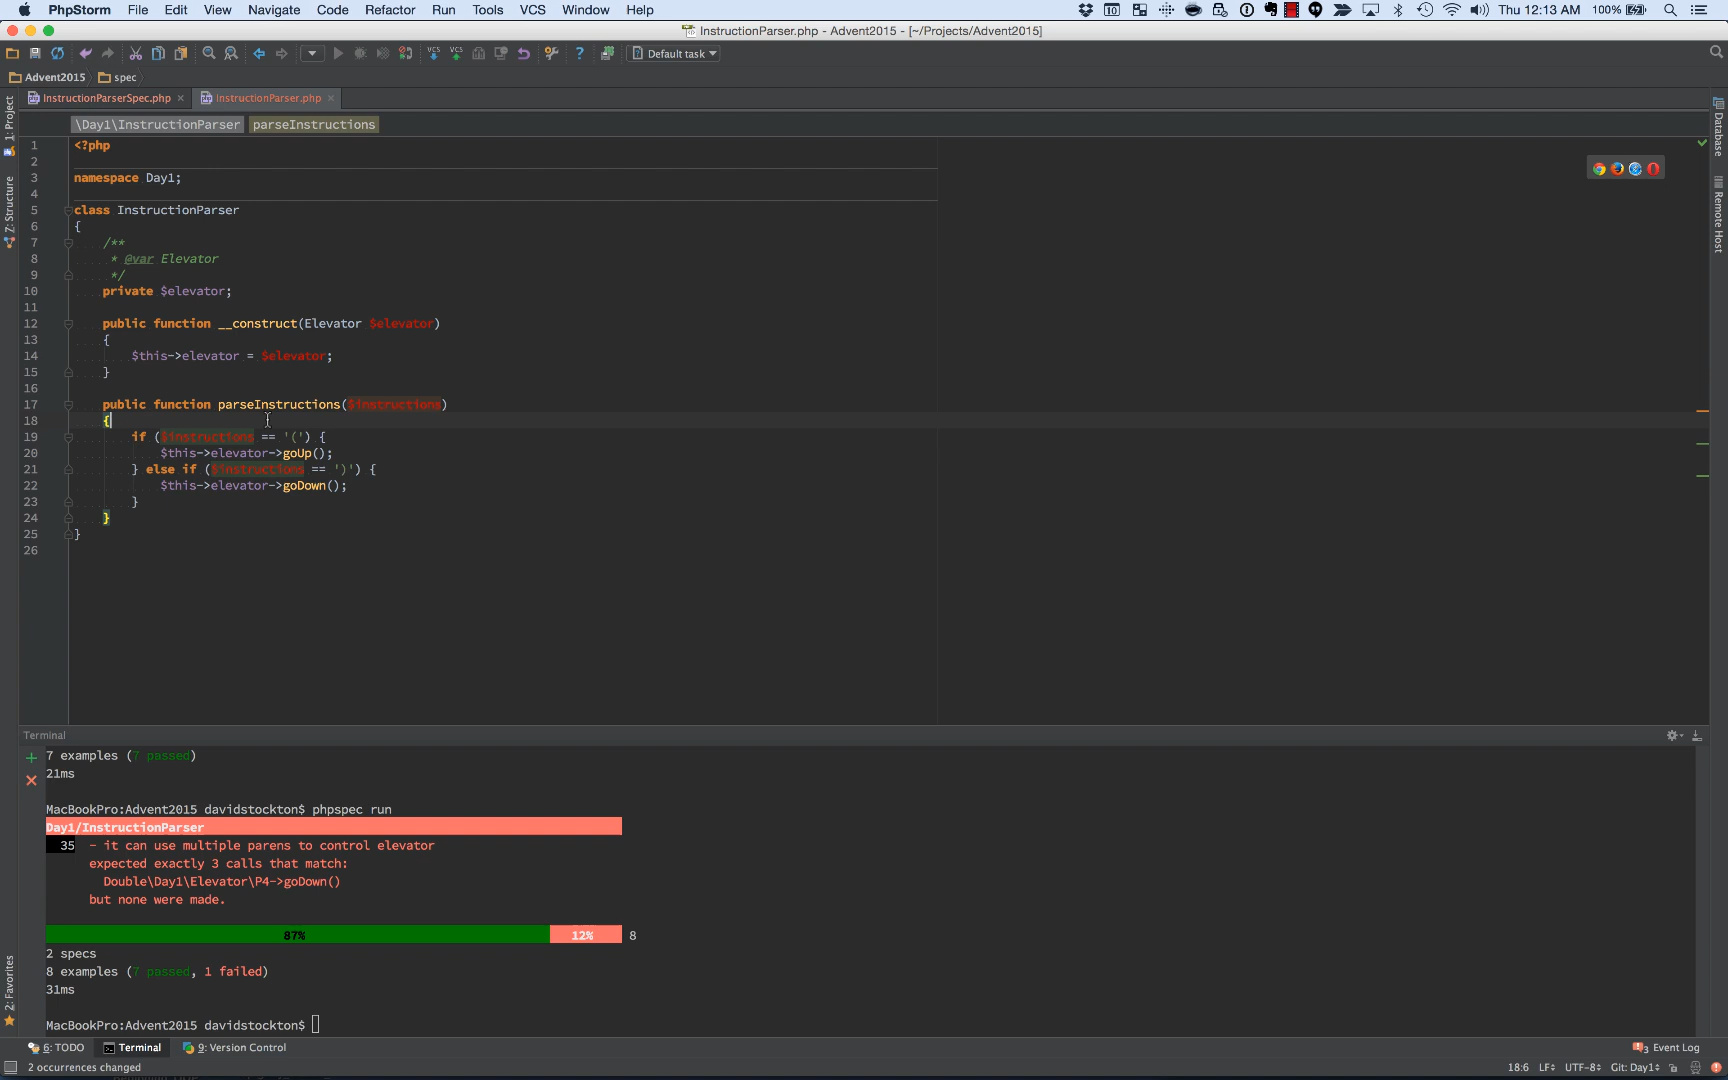 PhpStorm File Edit View Navigate Code Refactor Run Tools VCS Window Help Thu 12:13 AM 100%
InstructionParser.php - Advent2015 - [~/Projects/Advent2015]
Default task
Advent2015 spec
InstructionParserSpec.php InstructionParser.php
\Day1\InstructionParser parseInstructions
1 <?php
2
3 namespace Day1;
4
5 class InstructionParser
6 {
7 /**
8 * @var Elevator
9 */
10 private $elevator;
11
12 public function __construct(Elevator $elevator)
13 {
14 $this->elevator = $elevator;
15 }
16
17 public function parseInstructions($instructions)
18 {
19 if ($instructions == '(') {
20 $this->elevator->goUp();
21 } else if ($instructions == ')') {
22 $this->elevator->goDown();
23 }
24 }
25 }
26
1: Project
Z: Structure
2: Favorites
Database
Remote Host
Terminal
7 examples (7 passed)
21ms
MacBookPro:Advent2015 davidstockton$ phpspec run
Day1/InstructionParser
35 - it can use multiple parens to control elevator
expected exactly 3 calls that match:
Double\Day1\Elevator\P4->goDown()
but none were made.
87% 12% 8
2 specs
8 examples (7 passed, 1 failed)
31ms
MacBookPro:Advent2015 davidstockton$
6: TODO Terminal 9: Version Control 3 Event Log
2 occurrences changed 18:6 LF UTF-8 Git: Day1